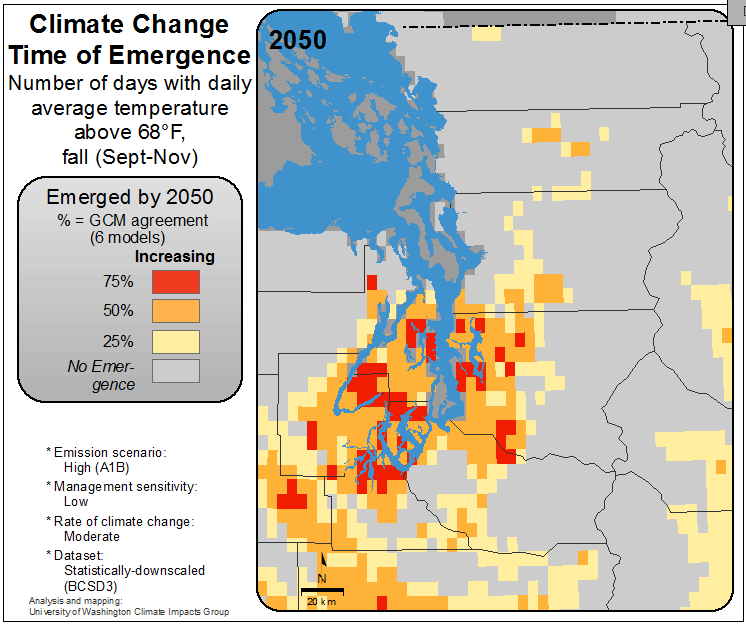 Climate Change
Time of Emergence
Number of days with daily
average temperature
above 68°F,
fall (Sept-Nov)
2050
Emerged by 2050
% = GCM agreement
(6 models)
Increasing
75%
50%
25%
No Emer-
gence
* Emission scenario:
High (A1B)
* Management sensitivity:
Low
* Rate of climate change:
Moderate
* Dataset:
Statistically-downscaled
(BCSD3)
Analysis and mapping:
University of Washington Climate Impacts Group
N
20 km